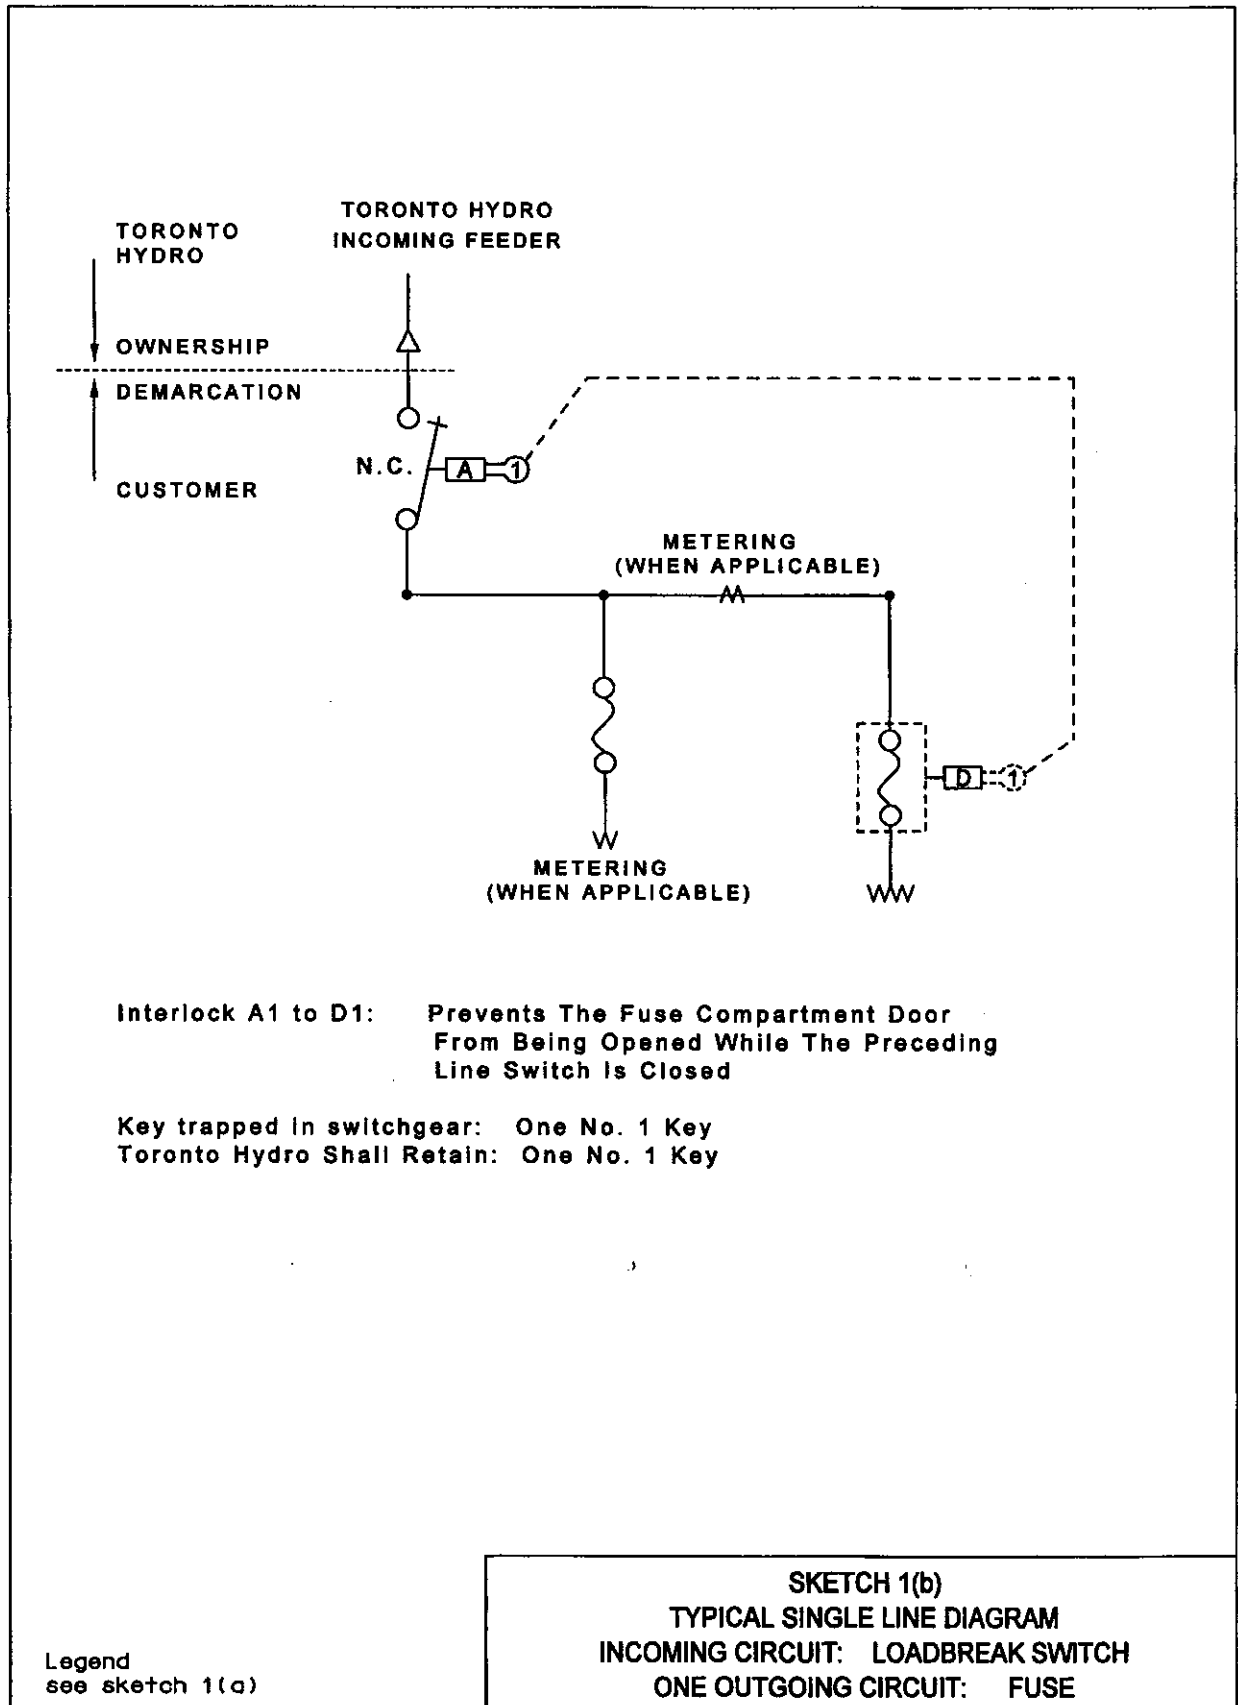 TORONTO HYDRO
INCOMING FEEDER
TORONTO
HYDRO
OWNERSHIP
DEMARCATION
CUSTOMER
N.C.
A
1
METERING
(WHEN APPLICABLE)
D
1
METERING
(WHEN APPLICABLE)
Interlock A1 to D1: Prevents The Fuse Compartment Door
From Being Opened While The Preceding
Line Switch Is Closed
Key trapped in switchgear: One No. 1 Key
Toronto Hydro Shall Retain: One No. 1 Key
Legend
see sketch 1(a)
SKETCH 1(b)
TYPICAL SINGLE LINE DIAGRAM
INCOMING CIRCUIT: LOADBREAK SWITCH
ONE OUTGOING CIRCUIT: FUSE